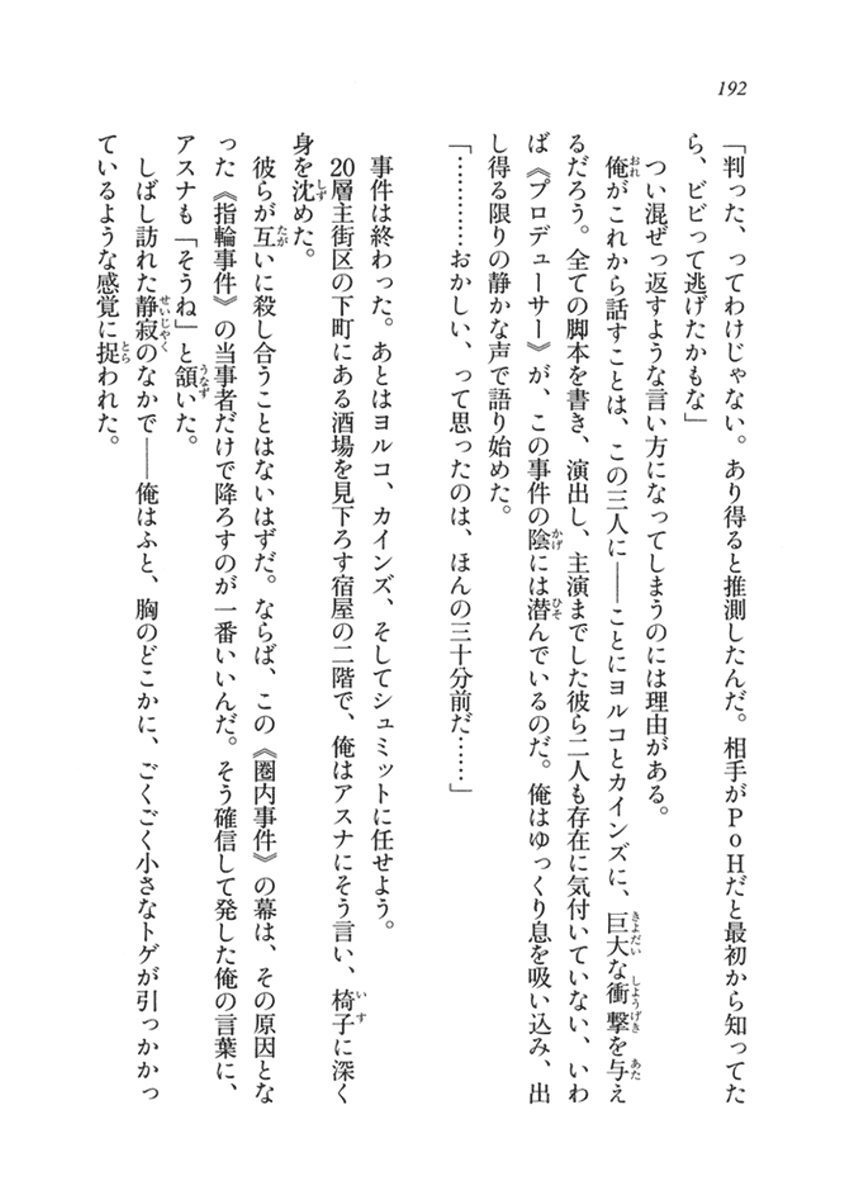 192
「判った、ってわけじゃない。あり得ると推測したんだ。相手がＰｏＨだと最初から知ってた
ら、ビビって逃げたかもな」
つい混ぜっ返すような言い方になってしまうのには理由がある。
俺がこれから話すことは、この三人に――ことにヨルコとカインズに、巨大な衝撃を与え
るだろう。全ての脚本を書き、演出し、主演までした彼ら二人も存在に気付いていない、いわ
ば《プロデューサー》が、この事件の陰には潜んでいるのだ。俺はゆっくり息を吸い込み、出
し得る限りの静かな声で語り始めた。
「…………おかしい、って思ったのは、ほんの三十分前だ……」
事件は終わった。あとはヨルコ、カインズ、そしてシュミットに任せよう。
20層主街区の下町にある酒場を見下ろす宿屋の二階で、俺はアスナにそう言い、椅子に深く
身を沈めた。
彼らが互いに殺し合うことはないはずだ。ならば、この《圏内事件》の幕は、その原因とな
った《指輪事件》の当事者だけで降ろすのが一番いいんだ。そう確信して発した俺の言葉に、
アスナも「そうね」と頷いた。
しばし訪れた静寂のなかで――俺はふと、胸のどこかに、ごくごく小さなトゲが引っかかっ
ているような感覚に捉われた。